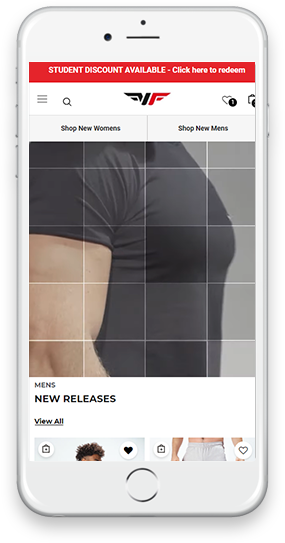 STUDENT DISCOUNT AVAILABLE - Click here to redeem
1
Shop New Womens Shop New Mens
MENS
NEW RELEASES
View All